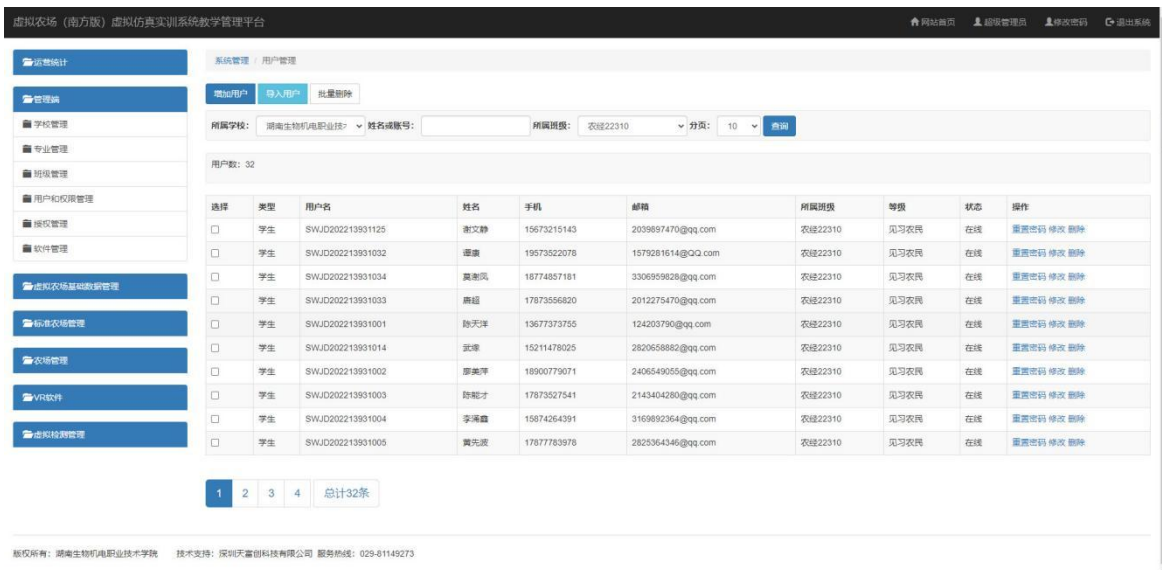 虚拟农场（南方版）虚拟仿真实训系统教学管理平台 网站首页 超级管理员 修改密码 退出系统
运营统计
管理端
学校管理
专业管理
班级管理
用户和权限管理
授权管理
软件管理
虚拟农场基础数据管理
标准农场管理
农场管理
VR软件
虚拟检测管理
系统管理 / 用户管理
增加用户 导入用户 批量删除
所属学校： 湖南生物机电职业技 姓名或账号： 所属班级： 农经22310 分页： 10 查询
用户数：32
选择 类型 用户名 姓名 手机 邮箱 所属班级 等级 状态 操作
学生 SWJD202213931125 谢文静 15673215143 2039897470@qq.com 农经22310 见习农民 在线 重置密码 修改 删除
学生 SWJD202213931032 谭康 19573522078 1579281614@QQ.com 农经22310 见习农民 在线 重置密码 修改 删除
学生 SWJD202213931034 莫谢凤 18774857181 3306959828@qq.com 农经22310 见习农民 在线 重置密码 修改 删除
学生 SWJD202213931033 唐超 17873556820 2012275470@qq.com 农经22310 见习农民 在线 重置密码 修改 删除
学生 SWJD202213931001 陈天洋 13677373755 124203790@qq.com 农经22310 见习农民 在线 重置密码 修改 删除
学生 SWJD202213931014 15211478025 2820658882@qq.com 农经22310 见习农民 在线 重置密码 修改 删除
学生 SWJD202213931002 廖美萍 18900779071 2406549055@qq.com 农经22310 见习农民 在线 重置密码 修改 删除
学生 SWJD202213931003 陈能才 17873527541 2143404280@qq.com 农经22310 见习农民 在线 重置密码 修改 删除
学生 SWJD202213931004 15874264391 3169892364@qq.com 农经22310 见习农民 在线 重置密码 修改 删除
学生 SWJD202213931005 黄先波 17877783978 2825364346@qq.com 农经22310 见习农民 在线 重置密码 修改 删除
1 2 3 4 总计32条
版权所有：湖南生物机电职业技术学院 技术支持：深圳天富创科技有限公司 服务热线：029-81149273